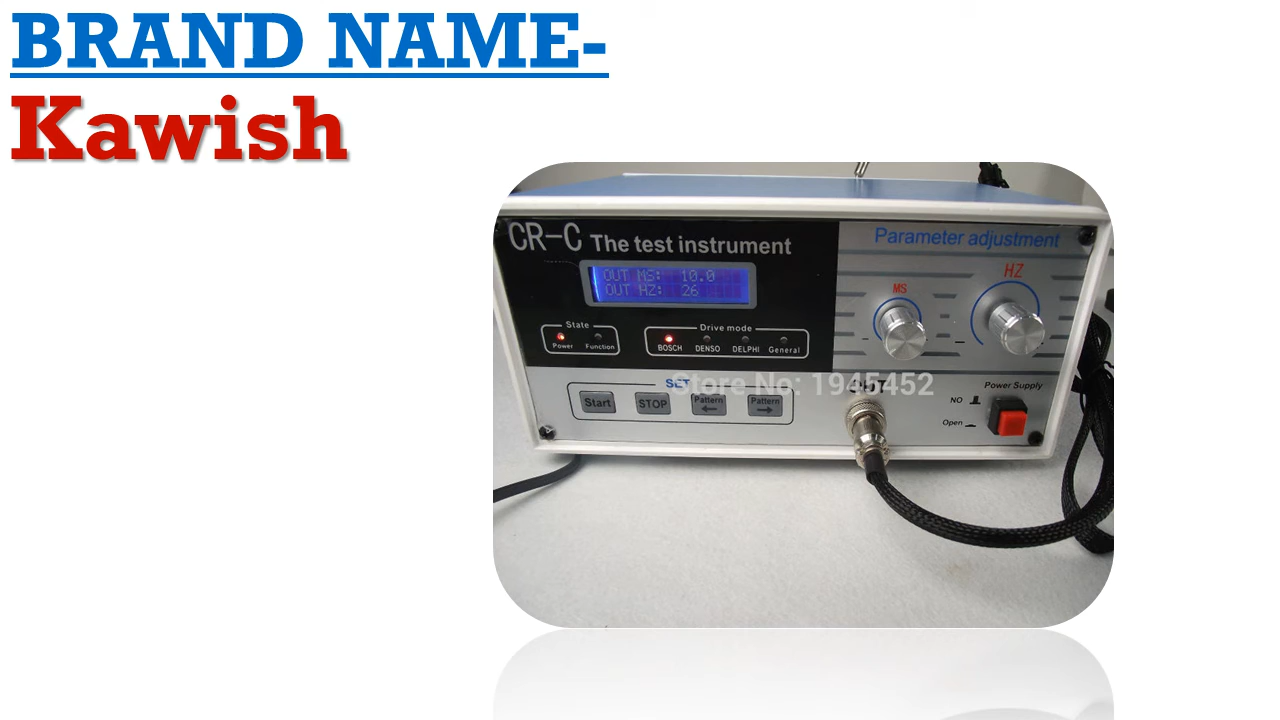 BRAND NAME-
Kawish
CR-C The test instrument
Parameter adjustment
OUT MS: 10.0
OUT HZ: 26
MS
HZ
State
Power Function
Drive mode
BOSCH DENSO DELPHI General
SET
Start STOP Pattern Pattern
OUT
Store No: 1945452
Power Supply
NO
Open